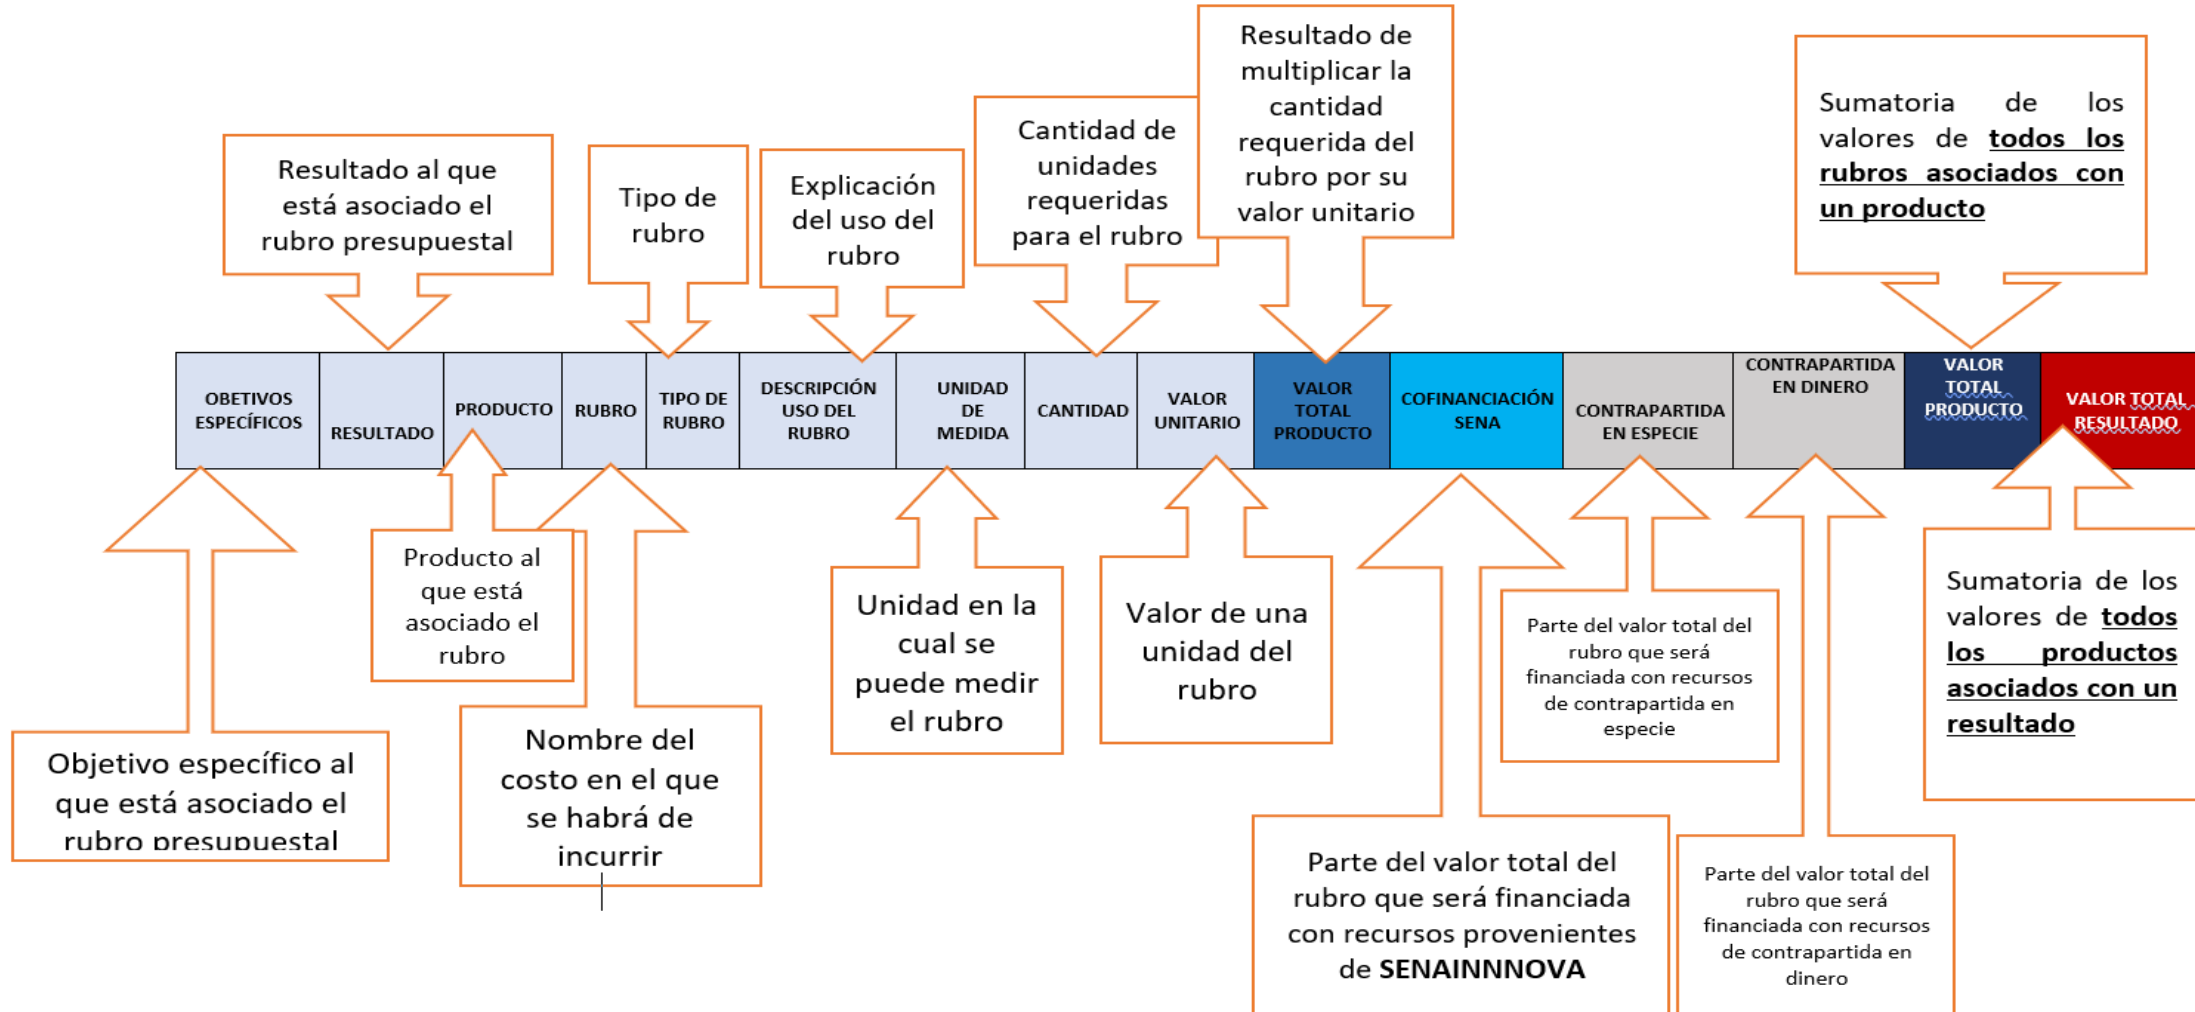 Resultado al que
está asociado el
rubro presupuestal
Tipo de
rubro
Explicación
del uso del
rubro
Cantidad de
unidades
requeridas
para el rubro
Resultado de
multiplicar la
cantidad
requerida del
rubro por su
valor unitario
Sumatoria de los
valores de todos los
rubros asociados con
un producto
OBETIVOS
ESPECÍFICOS
RESULTADO
PRODUCTO
RUBRO
TIPO DE
RUBRO
DESCRIPCIÓN
USO DEL
RUBRO
UNIDAD
DE
MEDIDA
CANTIDAD
VALOR
UNITARIO
VALOR
TOTAL
PRODUCTO
COFINANCIACIÓN
SENA
CONTRAPARTIDA
EN ESPECIE
CONTRAPARTIDA
EN DINERO
VALOR
TOTAL
PRODUCTO
VALOR TOTAL
RESULTADO
Objetivo específico al
que está asociado el
rubro presupuestal
Producto al
que está
asociado el
rubro
Nombre del
costo en el que
se habrá de
incurrir
Unidad en la
cual se
puede medir
el rubro
Valor de una
unidad del
rubro
Parte del valor total del
rubro que será financiada
con recursos provenientes
de SENAINNNOVA
Parte del valor total del
rubro que será
financiada con recursos
de contrapartida en
especie
Parte del valor total del
rubro que será
financiada con recursos
de contrapartida en
dinero
Sumatoria de los
valores de todos
los productos
asociados con un
resultado